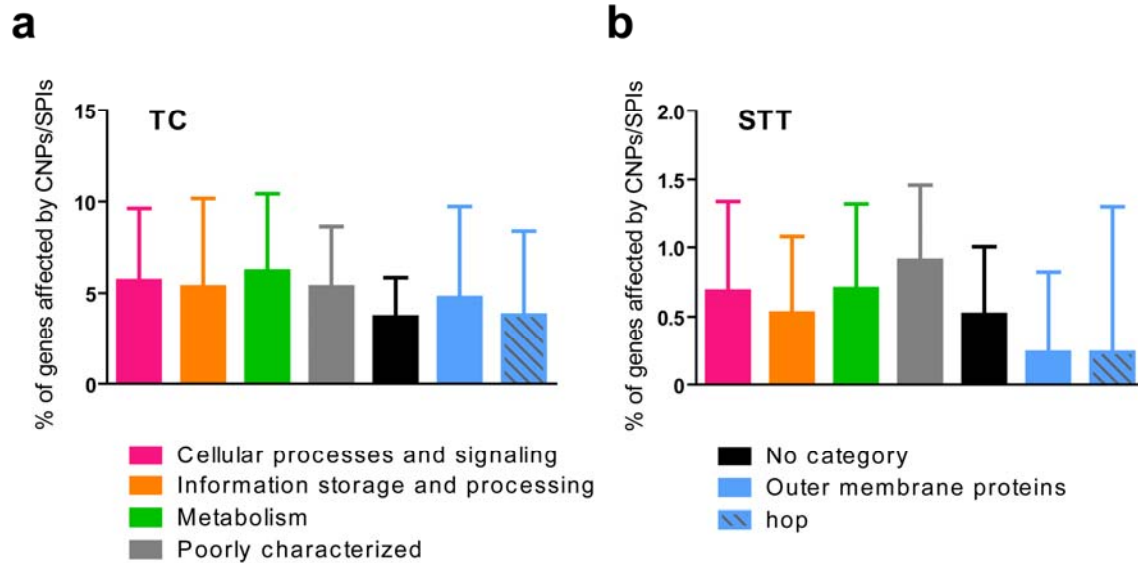 a
% of genes affected by CNPs/SPIs
15
10
5
0
TC
Cellular processes and signaling
Information storage and processing
Metabolism
Poorly characterized
b
% of genes affected by CNPs/SPIs
2.0
1.5
1.0
0.5
0
STT
No category
Outer membrane proteins
hop